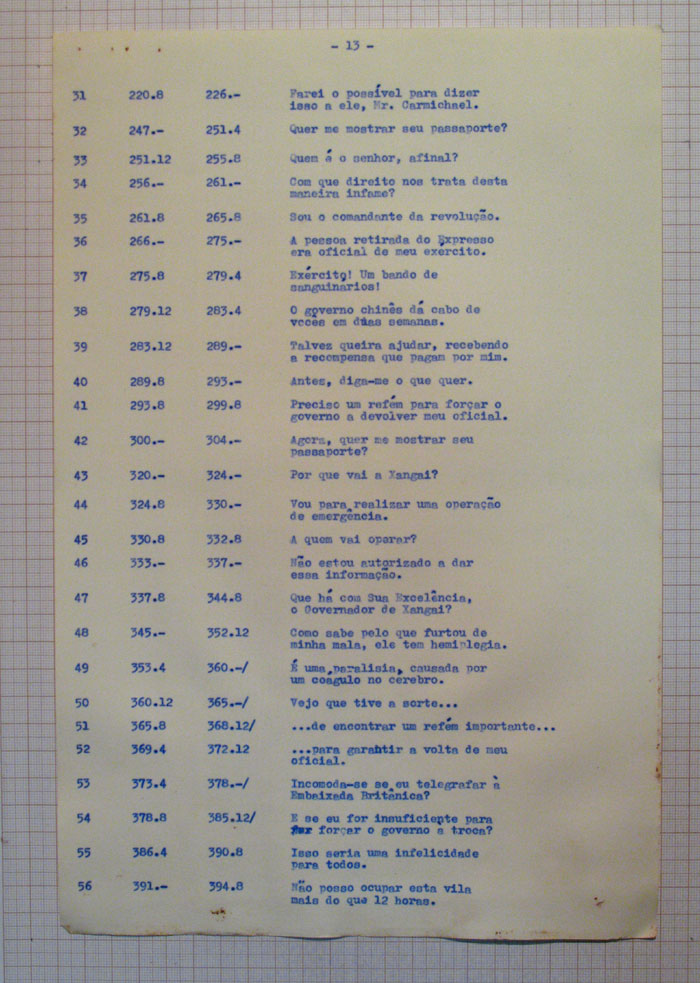 - 13 -
31 220.8 226.- Farei o possível para dizer
isso a ele, Mr. Carmichael.
32 247.- 251.4 Quer me mostrar seu passaporte?
33 251.12 255.8 Quem é o senhor, afinal?
34 256.- 261.- Com que direito nos trata desta
maneira infame?
35 261.8 265.8 Sou o comandante da revolução.
36 266.- 275.- A pessoa retirada do Expresso
era oficial de meu exército.
37 275.8 279.4 Exército! Um bando de
sanguinários!
38 279.12 283.4 O govêrno chinês dá cabo de
vocês em duas semanas.
39 283.12 289.- Talvez queira ajudar, recebendo
a recompensa que pagam por mim.
40 289.8 293.- Antes, diga-me o que quer.
41 293.8 299.8 Preciso um refém para forçar o
govêrno a devolver meu oficial.
42 300.- 304.- Agora, quer me mostrar seu
passaporte?
43 320.- 324.- Por que vai a Xangai?
44 324.8 330.- Vou para realizar uma operação
de emergência.
45 330.8 332.8 A quem vai operar?
46 333.- 337.- Não estou autorizado a dar
essa informação.
47 337.8 344.8 Que há com Sua Excelência,
o Governador de Xangai?
48 345.- 352.12 Como sabe pelo que furtou de
minha mala, ele tem hemiplegia.
49 353.4 360.-/ É uma paralisia, causada por
um coágulo no cérebro.
50 360.12 365.-/ Vejo que tive a sorte...
51 365.8 368.12/ ...de encontrar um refém importante...
52 369.4 372.12 ...para garantir a volta de meu
oficial.
53 373.4 378.-/ Incomoda-se se eu telegrafar à
Embaixada Britânica?
54 378.8 385.12/ E se eu for insuficiente para
forçar o govêrno a troca?
55 386.4 390.8 Isso seria uma infelicidade
para todos.
56 391.- 394.8 Não posso ocupar esta vila
mais do que 12 horas.